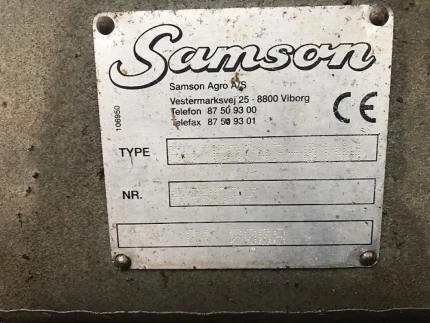 Samson
Samson Agro A/S
Vestermarksvej 25 - 8800 Viborg
Telefon 87 50 93 00
Telefax 87 50 93 01
CE
106950
TYPE
NR.